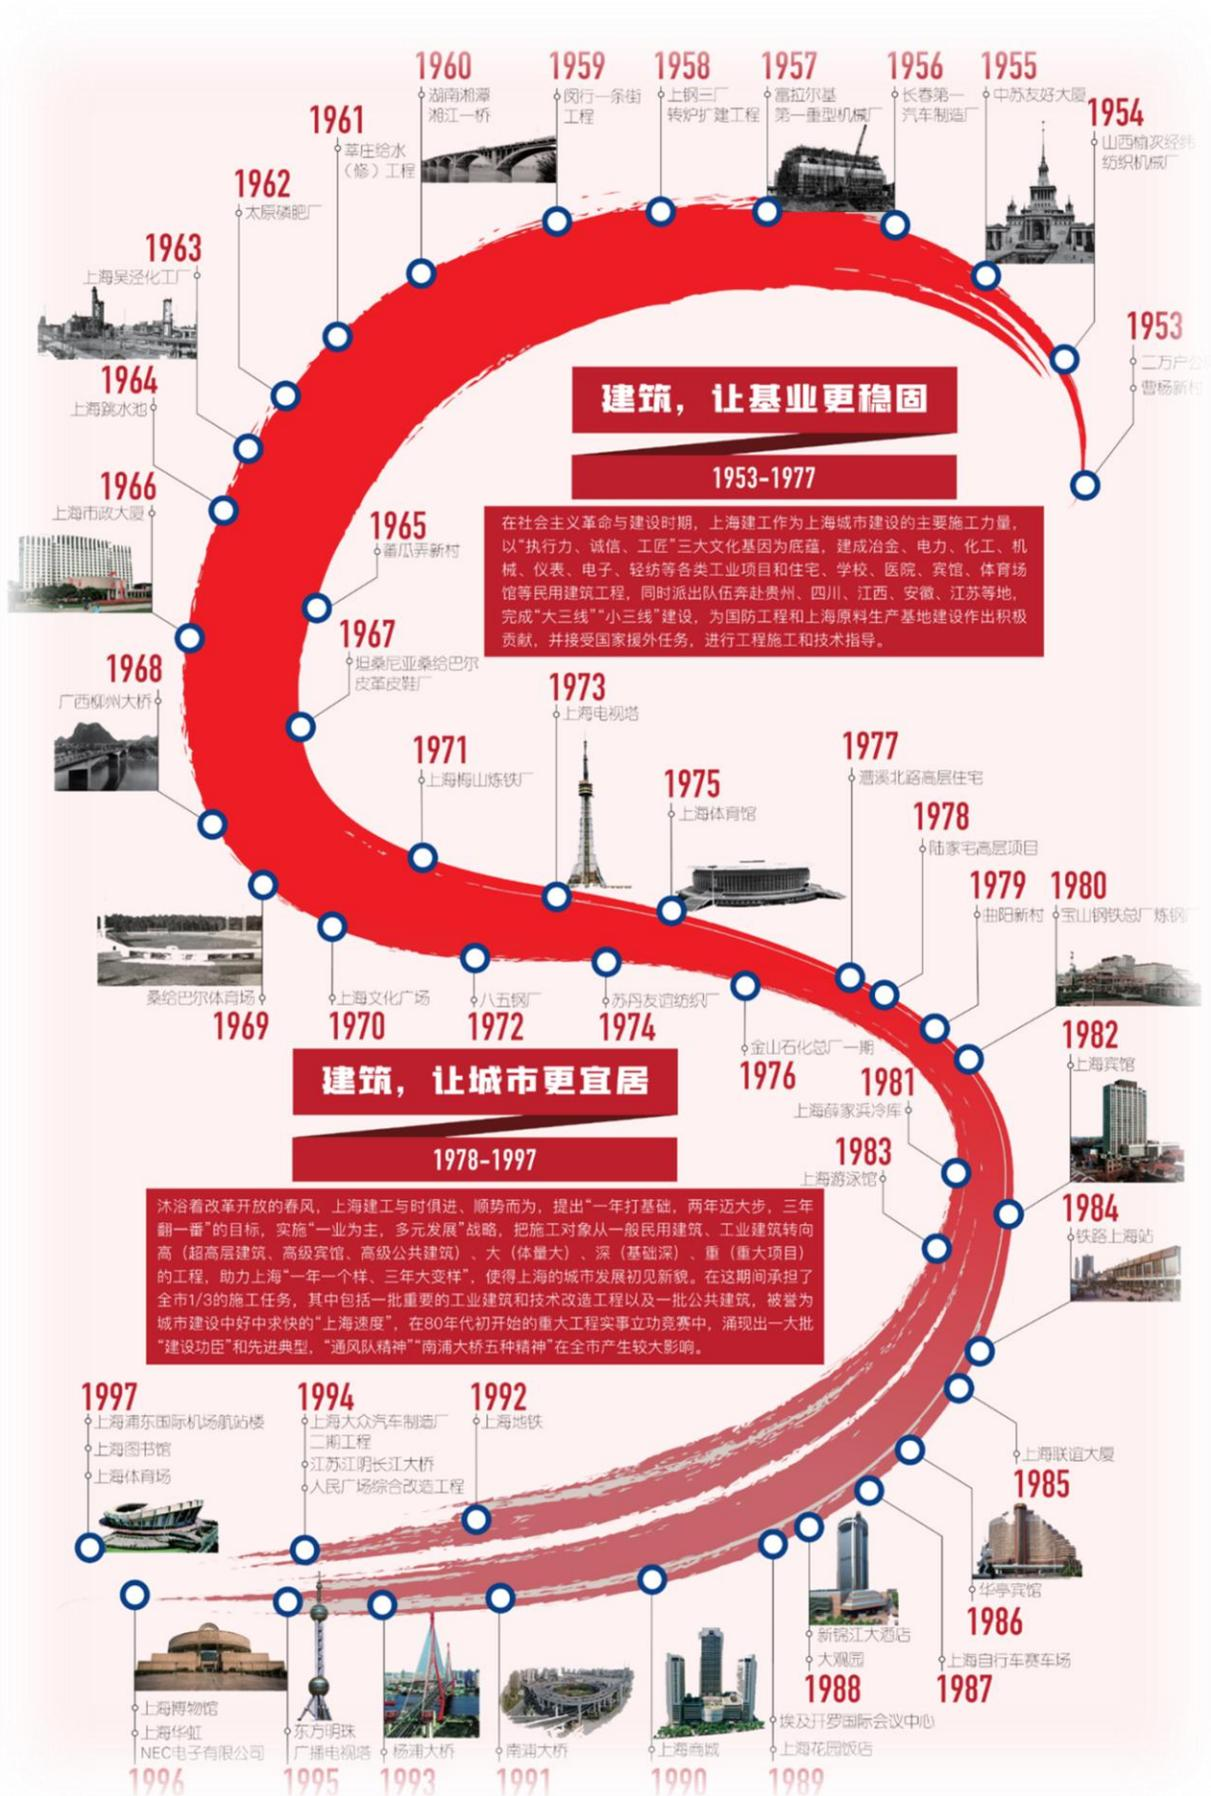 1953
二万户公
曹杨新村
1954
山西榆次经纬
纺织机械厂
1955
中苏友好大厦
1956
长春第一
汽车制造厂
1957
富拉尔基
第一重型机械厂
1958
上钢三厂
转炉扩建工程
1959
闵行一条街
工程
1960
湖南湘潭
湘江一桥
1961
莘庄给水
（修）工程
1962
太原磷肥厂
1963
上海吴泾化工厂
1964
上海跳水池
建筑，让基业更稳固
1953-1977
在社会主义革命与建设时期，上海建工作为上海城市建设的主要施工力量，
以“执行力、诚信、工匠”三大文化基因为底蕴，建成冶金、电力、化工、机
械、仪表、电子、轻纺等各类工业项目和住宅、学校、医院、宾馆、体育场
馆等民用建筑工程，同时派出队伍奔赴贵州、四川、江西、安徽、江苏等地，
完成“大三线”“小三线”建设，为国防工程和上海原料生产基地建设作出积极
贡献，并接受国家援外任务，进行工程施工和技术指导。
1965
蕃瓜弄新村
1966
上海市政大厦
1967
坦桑尼亚桑给巴尔
皮革皮鞋厂
1968
广西柳州大桥
桑给巴尔体育场
1969
上海文化广场
1970
1971
上海梅山炼铁厂
八五钢厂
1972
1973
上海电视塔
苏丹友谊纺织厂
1974
1975
上海体育馆
金山石化总厂一期
1976
1977
漕溪北路高层住宅
1978
陆家宅高层项目
1979
曲阳新村
1980
宝山钢铁总厂炼钢厂
建筑，让城市更宜居
1978-1997
沐浴着改革开放的春风，上海建工与时俱进、顺势而为，提出“一年打基础，两年迈大步，三年
翻一番”的目标，实施“一业为主，多元发展”战略，把施工对象从一般民用建筑、工业建筑转向
高（超高层建筑、高级宾馆、高级公共建筑）、大（体量大）、深（基础深）、重（重大项目）
的工程，助力上海“一年一个样、三年大变样”，使得上海的城市发展初见新貌。在这期间承担了
全市1/3的施工任务，其中包括一批重要的工业建筑和技术改造工程以及一批公共建筑，被誉为
城市建设中好中求快的“上海速度”，在80年代初开始的重大工程实事立功竞赛中，涌现出一大批
“建设功臣”和先进典型，“通风队精神”“南浦大桥五种精神”在全市产生较大影响。
1981
上海薛家浜冷库
1982
上海宾馆
1983
上海游泳馆
1984
铁路上海站
上海联谊大厦
1985
华亭宾馆
1986
上海自行车赛车场
1987
新锦江大酒店
大观园
1988
埃及开罗国际会议中心
上海花园饭店
1989
上海商城
1990
南浦大桥
1991
1992
上海地铁
杨浦大桥
1993
1994
上海大众汽车制造厂
二期工程
江苏江阴长江大桥
人民广场综合改造工程
东方明珠
广播电视塔
1995
上海博物馆
上海华虹
NEC电子有限公司
1996
1997
上海浦东国际机场航站楼
上海图书馆
上海体育场